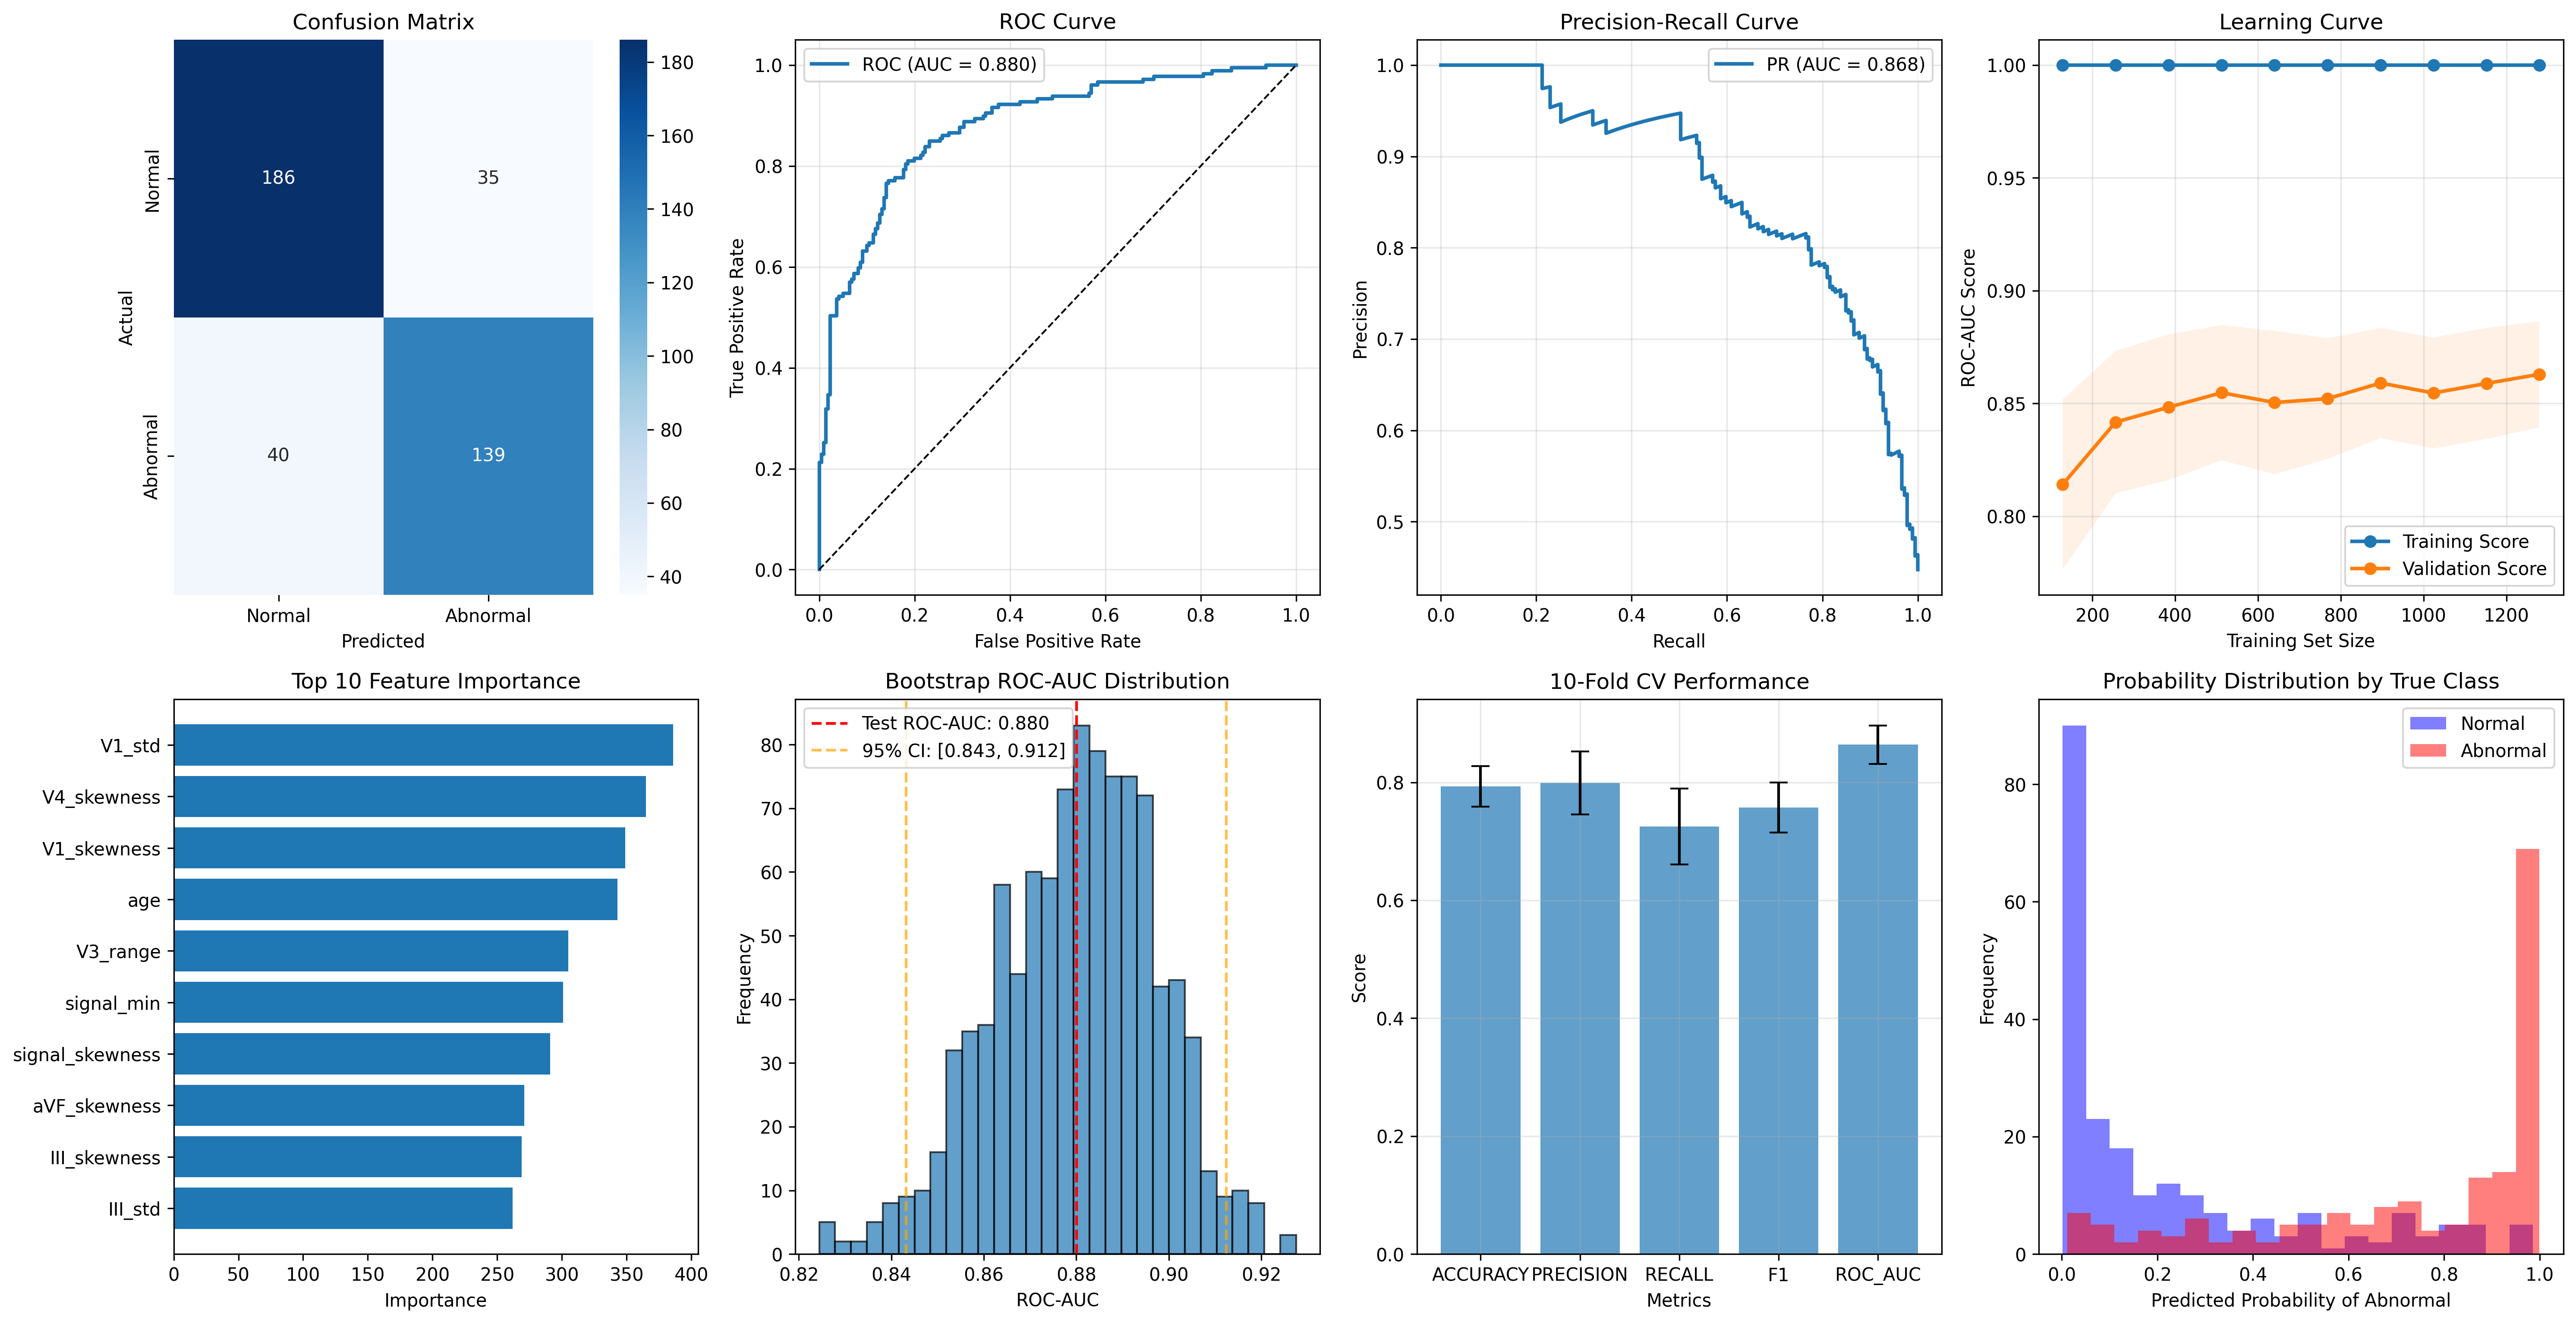 Confusion Matrix
Normal
Abnormal
Actual
186
35
40
139
Normal
Abnormal
Predicted
180
160
140
120
100
80
60
40
ROC Curve
ROC (AUC = 0.880)
True Positive Rate
1.0
0.8
0.6
0.4
0.2
0.0
0.0
0.2
0.4
0.6
0.8
1.0
False Positive Rate
Precision-Recall Curve
PR (AUC = 0.868)
Precision
1.0
0.9
0.8
0.7
0.6
0.5
0.0
0.2
0.4
0.6
0.8
1.0
Recall
Learning Curve
ROC-AUC Score
1.00
0.95
0.90
0.85
0.80
Training Score
Validation Score
200
400
600
800
1000
1200
Training Set Size
Top 10 Feature Importance
V1_std
V4_skewness
V1_skewness
age
V3_range
signal_min
signal_skewness
aVF_skewness
III_skewness
III_std
0
50
100
150
200
250
300
350
400
Importance
Bootstrap ROC-AUC Distribution
Test ROC-AUC: 0.880
95% CI: [0.843, 0.912]
Frequency
80
70
60
50
40
30
20
10
0
0.82
0.84
0.86
0.88
0.90
0.92
ROC-AUC
10-Fold CV Performance
Score
0.8
0.6
0.4
0.2
0.0
ACCURACY
PRECISION
RECALL
F1
ROC_AUC
Metrics
Probability Distribution by True Class
Normal
Abnormal
Frequency
80
60
40
20
0
0.0
0.2
0.4
0.6
0.8
1.0
Predicted Probability of Abnormal